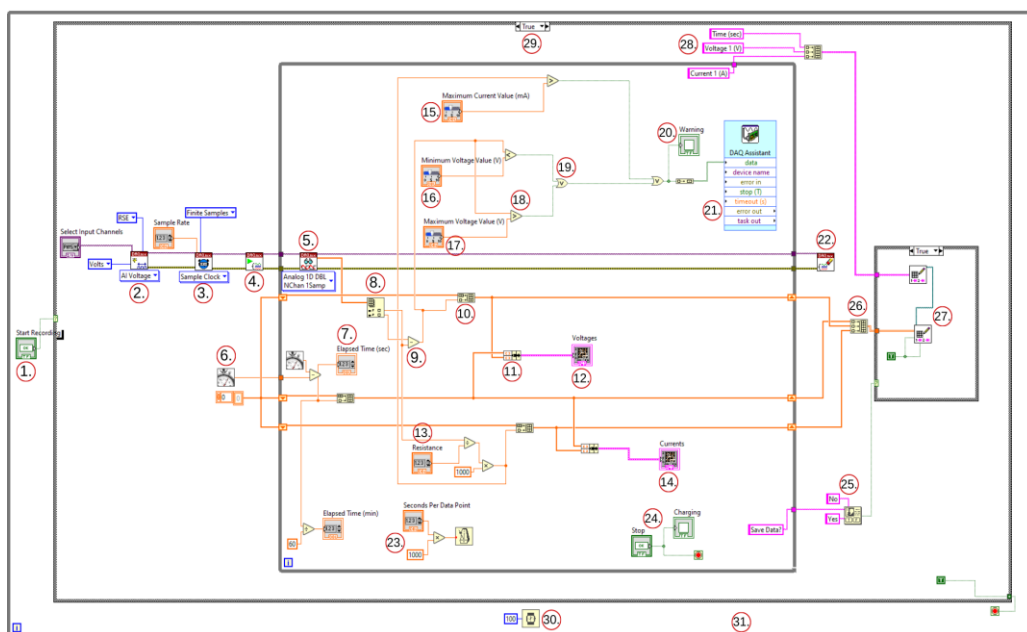 True
29.
Time (sec)
28.
Voltage 1 (V)
Current 1 (A)
Maximum Current Value (mA)
15.
20.
Warning
DAQ Assistant
data
device name
error in
stop (T)
timeout (s)
error out
task out
21.
Minimum Voltage Value (V)
16.
19.
18.
Maximum Voltage Value (V)
17.
RSE
Finite Samples
Sample Rate
Select Input Channels
Volts
AI Voltage
2.
Sample Clock
3.
4.
5.
Analog 1D DBL
NChan 1Samp
22.
True
8.
10.
26.
27.
Start Recording
1.
6.
7.
Elapsed Time (sec)
9.
Voltages
11.
12.
0
13.
Resistance
1000
Currents
14.
Elapsed Time (min)
60
Seconds Per Data Point
23.
1000
24.
Charging
Stop
No
25.
Yes
Save Data?
i
100
30.
31.
i